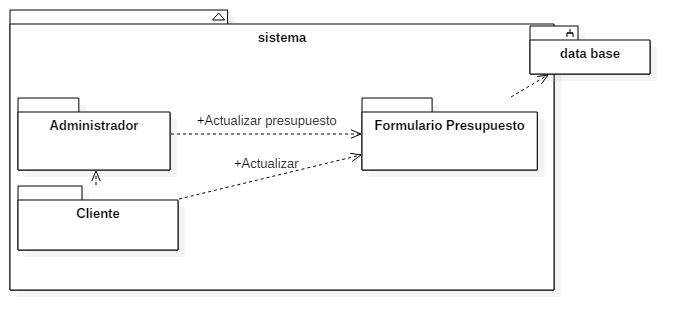 sistema
data base
Administrador
+Actualizar presupuesto
Formulario Presupuesto
+Actualizar
Cliente